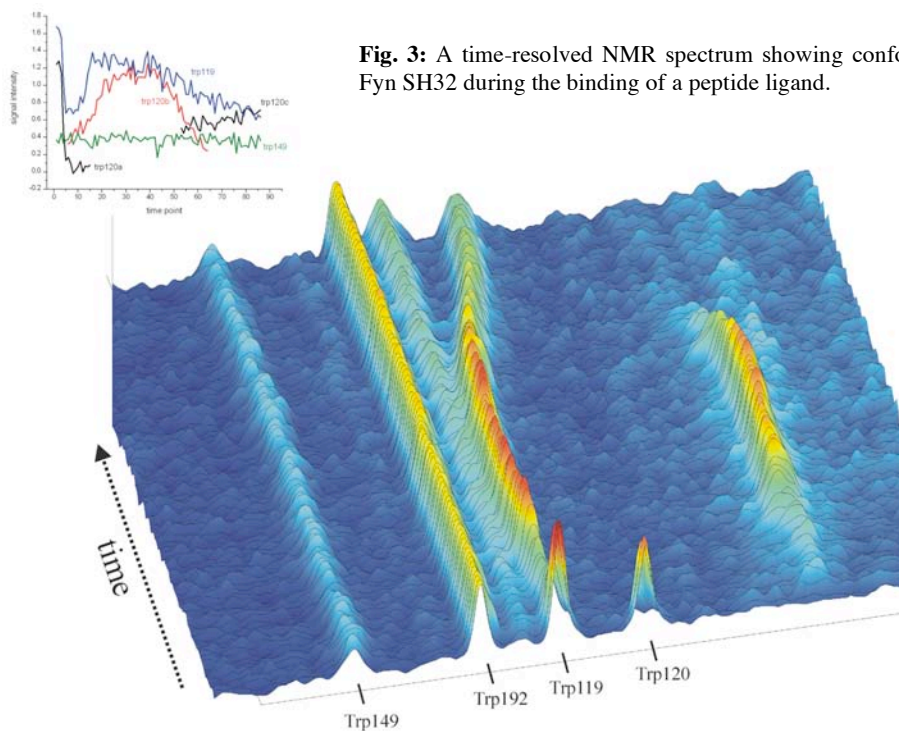 Fig. 3: A time-resolved NMR spectrum showing confo
Fyn SH32 during the binding of a peptide ligand.
1.8
1.6
1.4
1.2
1.0
0.8
0.6
0.4
0.2
0.0
-0.2
signal intensity
trp119
trp120b
trp120c
trp149
trp120a
0 10 20 30 40 50 60 70 80 90
time point
time
Trp149
Trp192
Trp119
Trp120